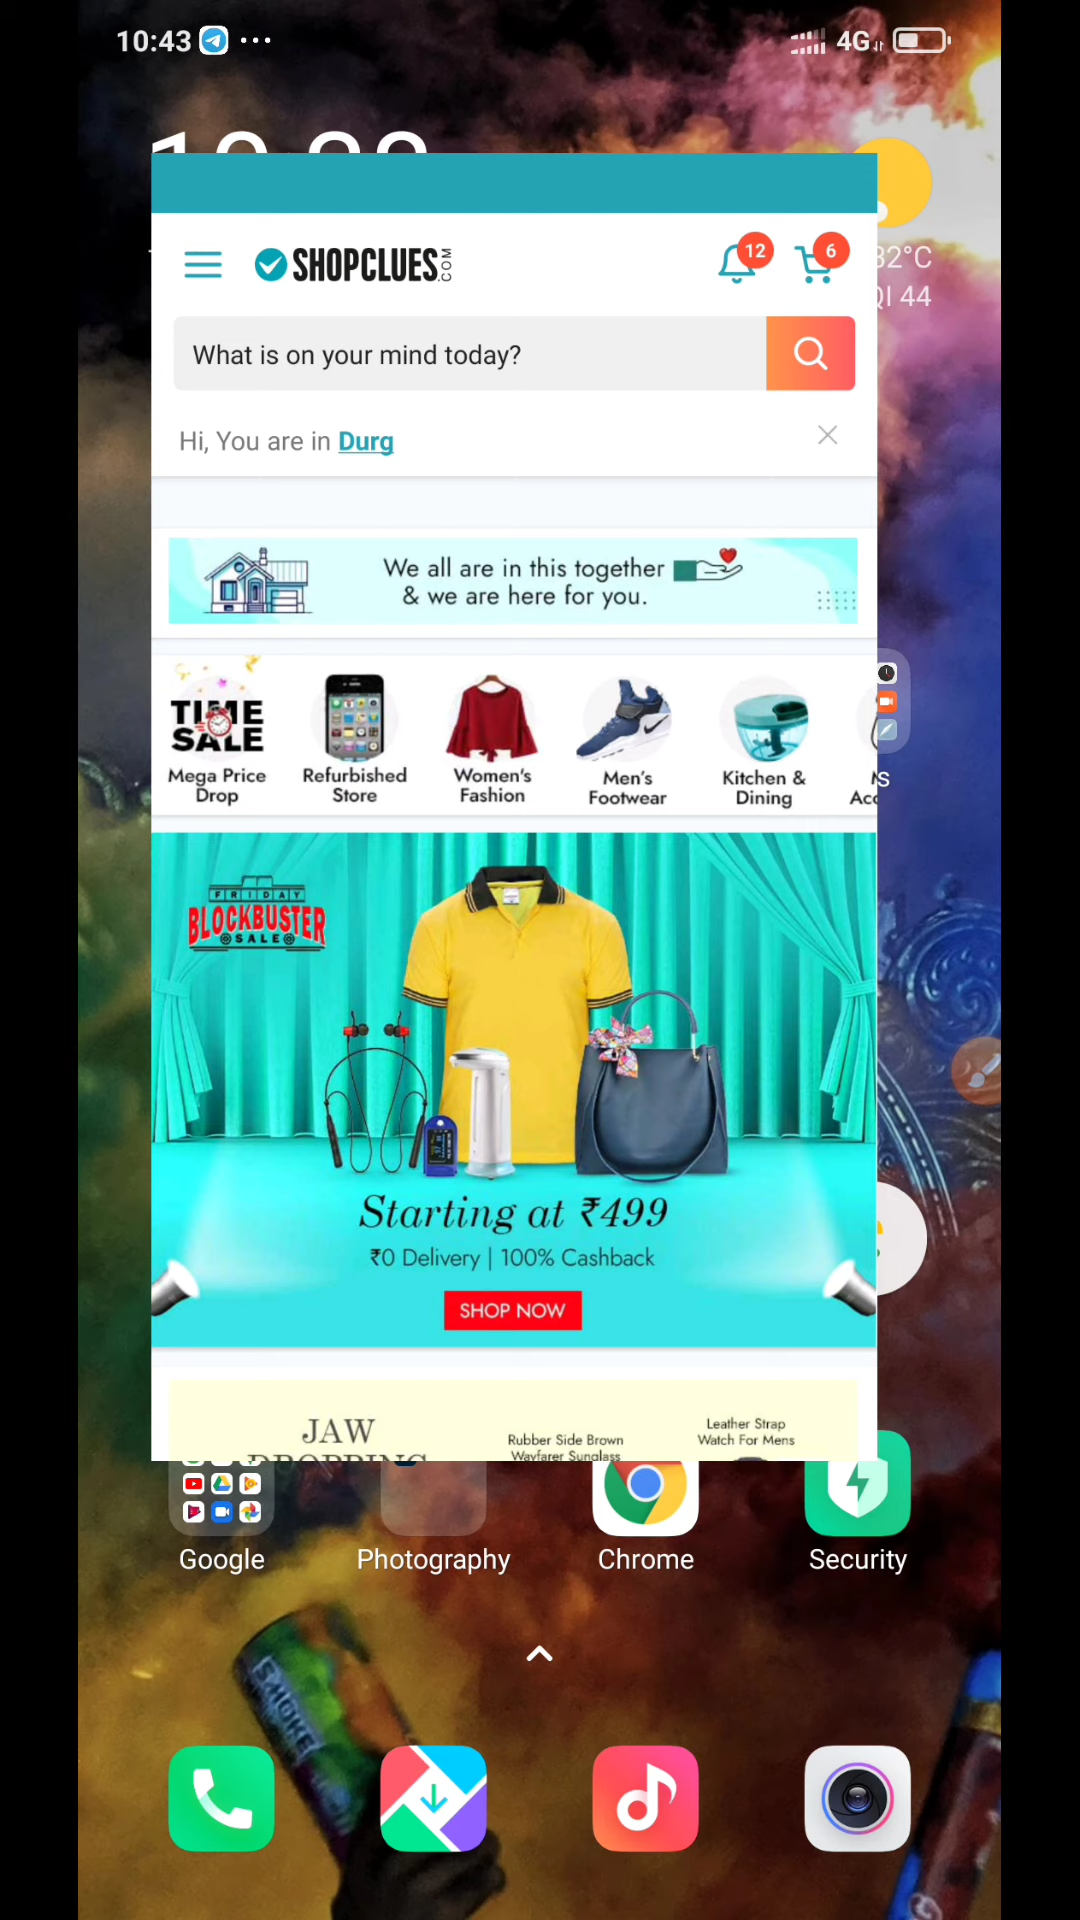 10:43
4G
32°C
QI 44
SHOPCLUES.COM
12
6
What is on your mind today?
Hi, You are in Durg
We all are in this together
& we are here for you.
TIME
SALE
Mega Price
Drop
Refurbished
Store
Women's
Fashion
Men's
Footwear
Kitchen &
Dining
Acc
s
FRIDAY
BLOCKBUSTER
SALE
Starting at ₹499
₹0 Delivery | 100% Cashback
SHOP NOW
JAW
DROPPING
Rubber Side Brown
Wayfarer Sunglass
Leather Strap
Watch For Mens
Google
Photography
Chrome
Security
SMOKE